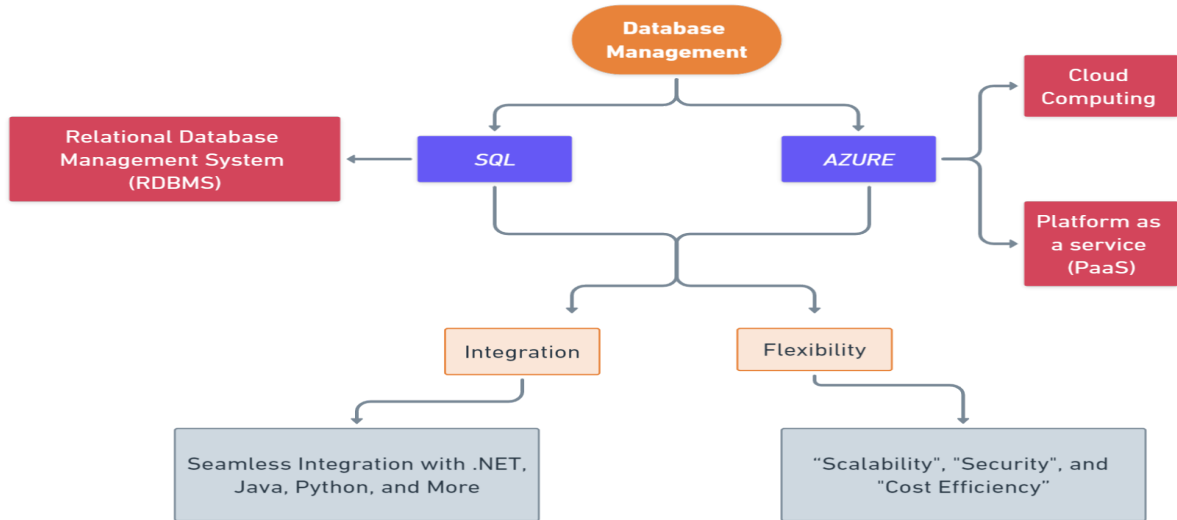 Database
Management
Cloud
Computing
Relational Database
Management System
(RDBMS)
SQL
AZURE
Platform as
a service
(PaaS)
Integration
Flexibility
Seamless Integration with .NET,
Java, Python, and More
“Scalability", "Security", and
"Cost Efficiency”